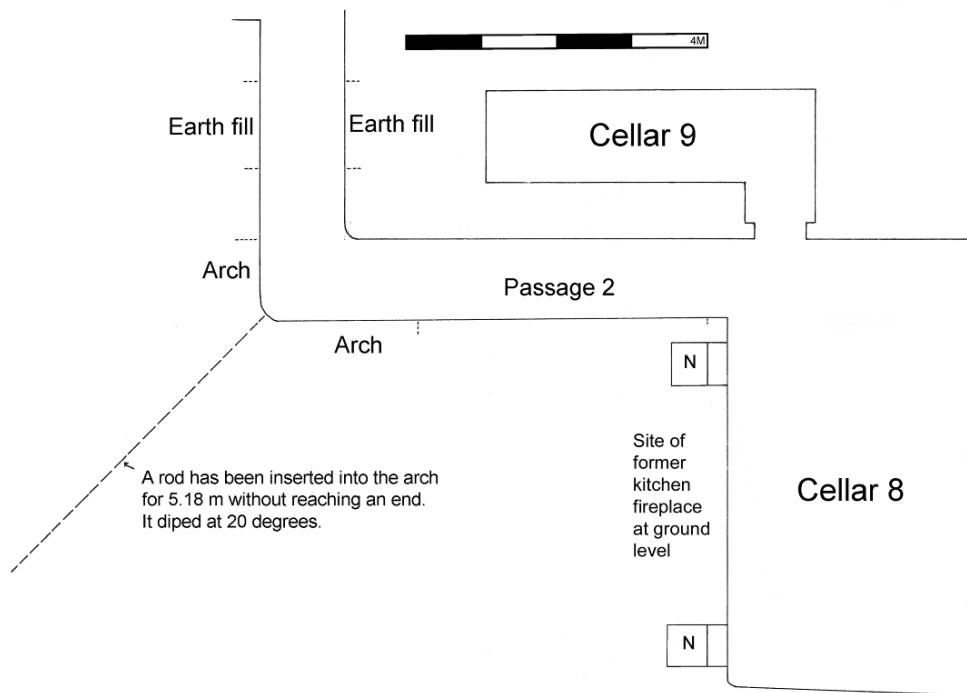 4M
Earth fill
Earth fill
Cellar 9
Arch
Passage 2
Arch
N
Site of
former
kitchen
fireplace
at ground
level
Cellar 8
A rod has been inserted into the arch
for 5.18 m without reaching an end.
It diped at 20 degrees.
N